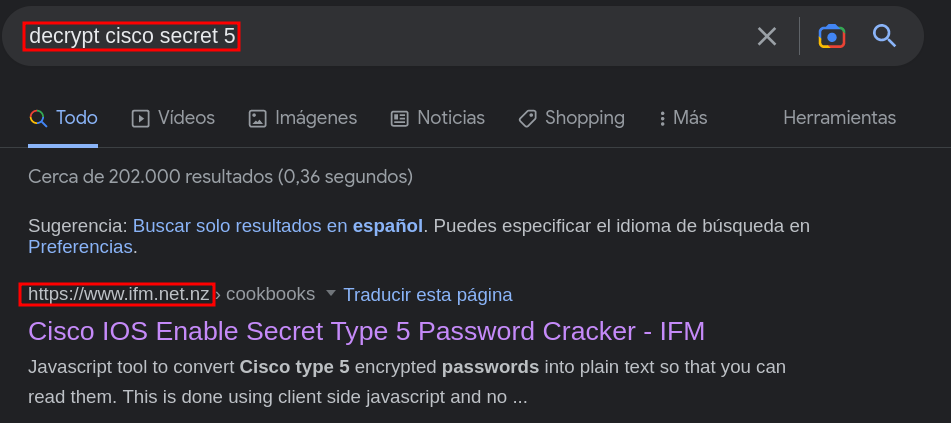 decrypt cisco secret 5
Todo Vídeos Imágenes Noticias Shopping Más Herramientas
Cerca de 202.000 resultados (0,36 segundos)
Sugerencia: Buscar solo resultados en español. Puedes especificar el idioma de búsqueda en
Preferencias.
https://www.ifm.net.nz › cookbooks Traducir esta página
Cisco IOS Enable Secret Type 5 Password Cracker - IFM
Javascript tool to convert Cisco type 5 encrypted passwords into plain text so that you can
read them. This is done using client side javascript and no ...